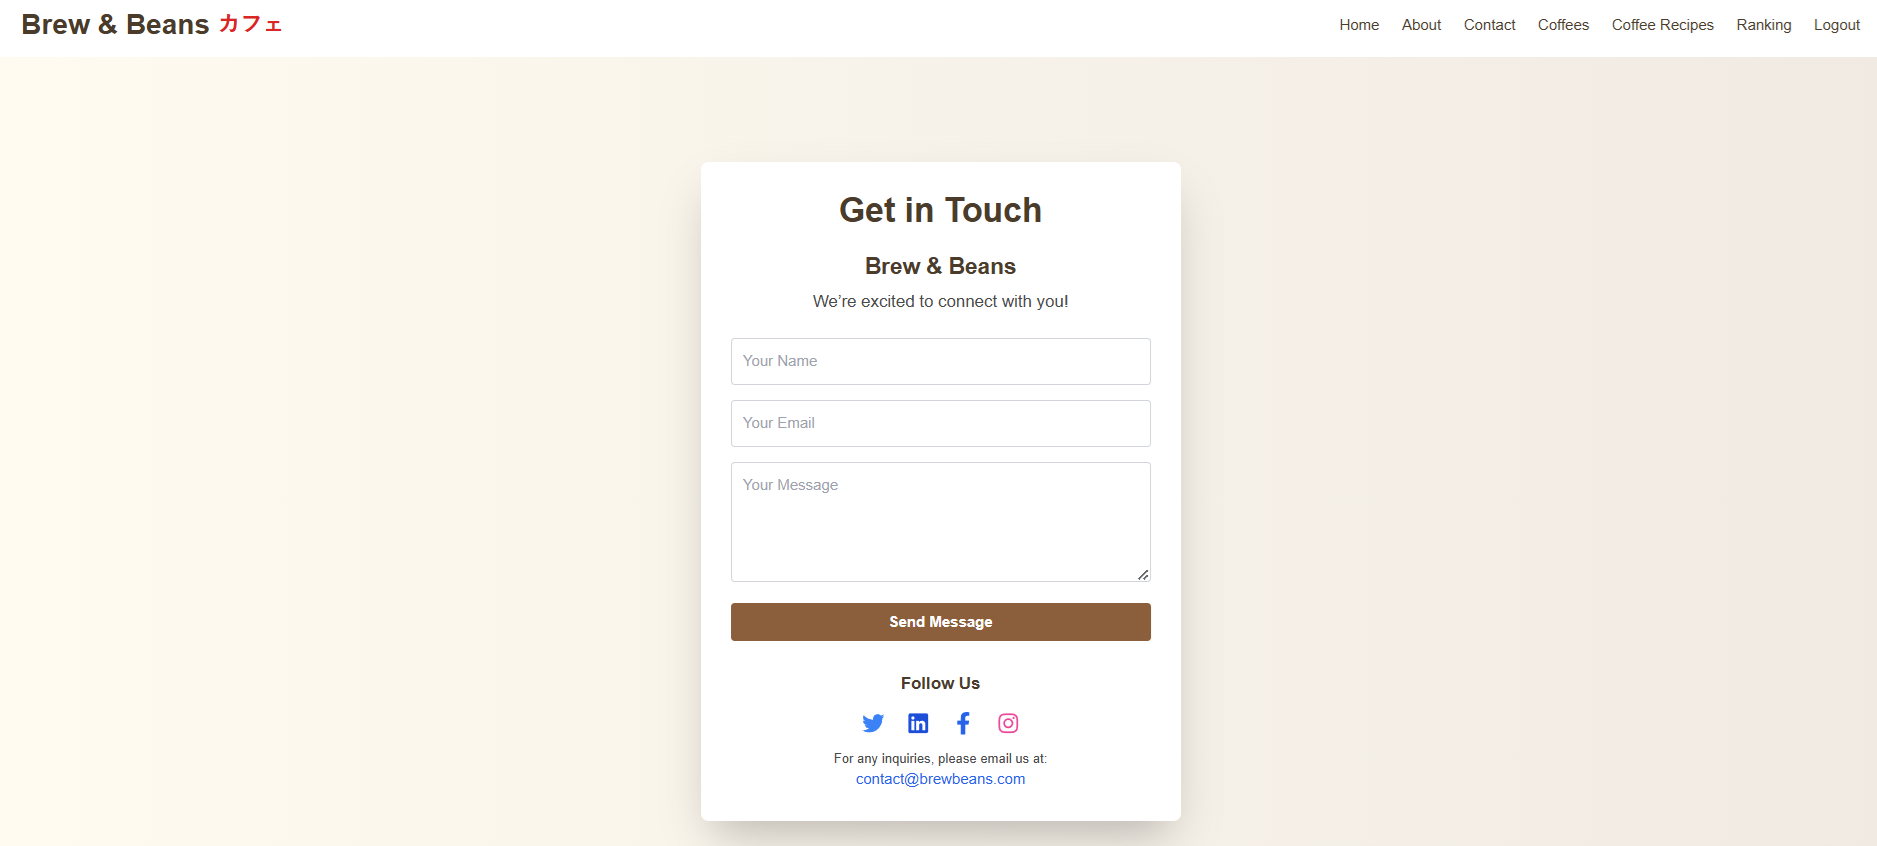 Brew & Beans カフェ
Home About Contact Coffees Coffee Recipes Ranking Logout
Get in Touch
Brew & Beans
We’re excited to connect with you!
Your Name
Your Email
Your Message
Send Message
Follow Us
For any inquiries, please email us at:
contact@brewbeans.com